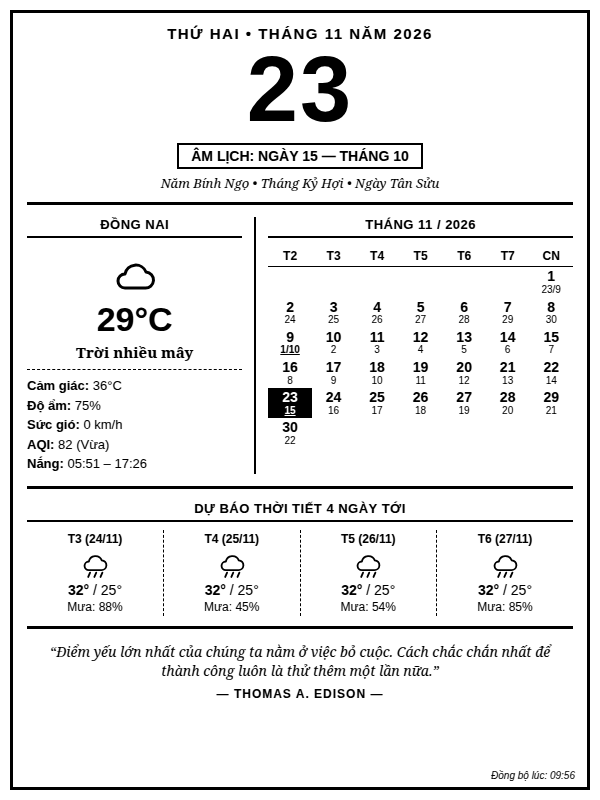 THỨ HAI • THÁNG 11 NĂM 2026
23
ÂM LỊCH: NGÀY 15 — THÁNG 10
Năm Bính Ngọ • Tháng Kỷ Hợi • Ngày Tân Sửu
ĐỒNG NAI
29°C
Trời nhiều mây
Cảm giác: 36°C
Độ ẩm: 75%
Sức gió: 0 km/h
AQI: 82 (Vừa)
Nắng: 05:51 – 17:26
THÁNG 11 / 2026
T2 T3 T4 T5 T6 T7 CN
1
23/9
2 3 4 5 6 7 8
24 25 26 27 28 29 30
9 10 11 12 13 14 15
1/10 2 3 4 5 6 7
16 17 18 19 20 21 22
8 9 10 11 12 13 14
23 24 25 26 27 28 29
15 16 17 18 19 20 21
30
22
DỰ BÁO THỜI TIẾT 4 NGÀY TỚI
T3 (24/11) T4 (25/11) T5 (26/11) T6 (27/11)
32° / 25° 32° / 25° 32° / 25° 32° / 25°
Mưa: 88% Mưa: 45% Mưa: 54% Mưa: 85%
“Điểm yếu lớn nhất của chúng ta nằm ở việc bỏ cuộc. Cách chắc chắn nhất để
thành công luôn là thử thêm một lần nữa.”
— THOMAS A. EDISON —
Đồng bộ lúc: 09:56